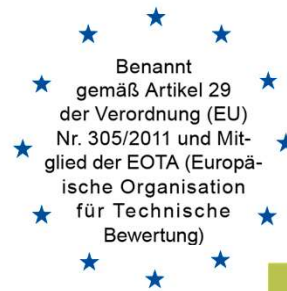 Benannt
gemäß Artikel 29
der Verordnung (EU)
Nr. 305/2011 und Mit-
glied der EOTA (Europä-
ische Organisation
für Technische
Bewertung)